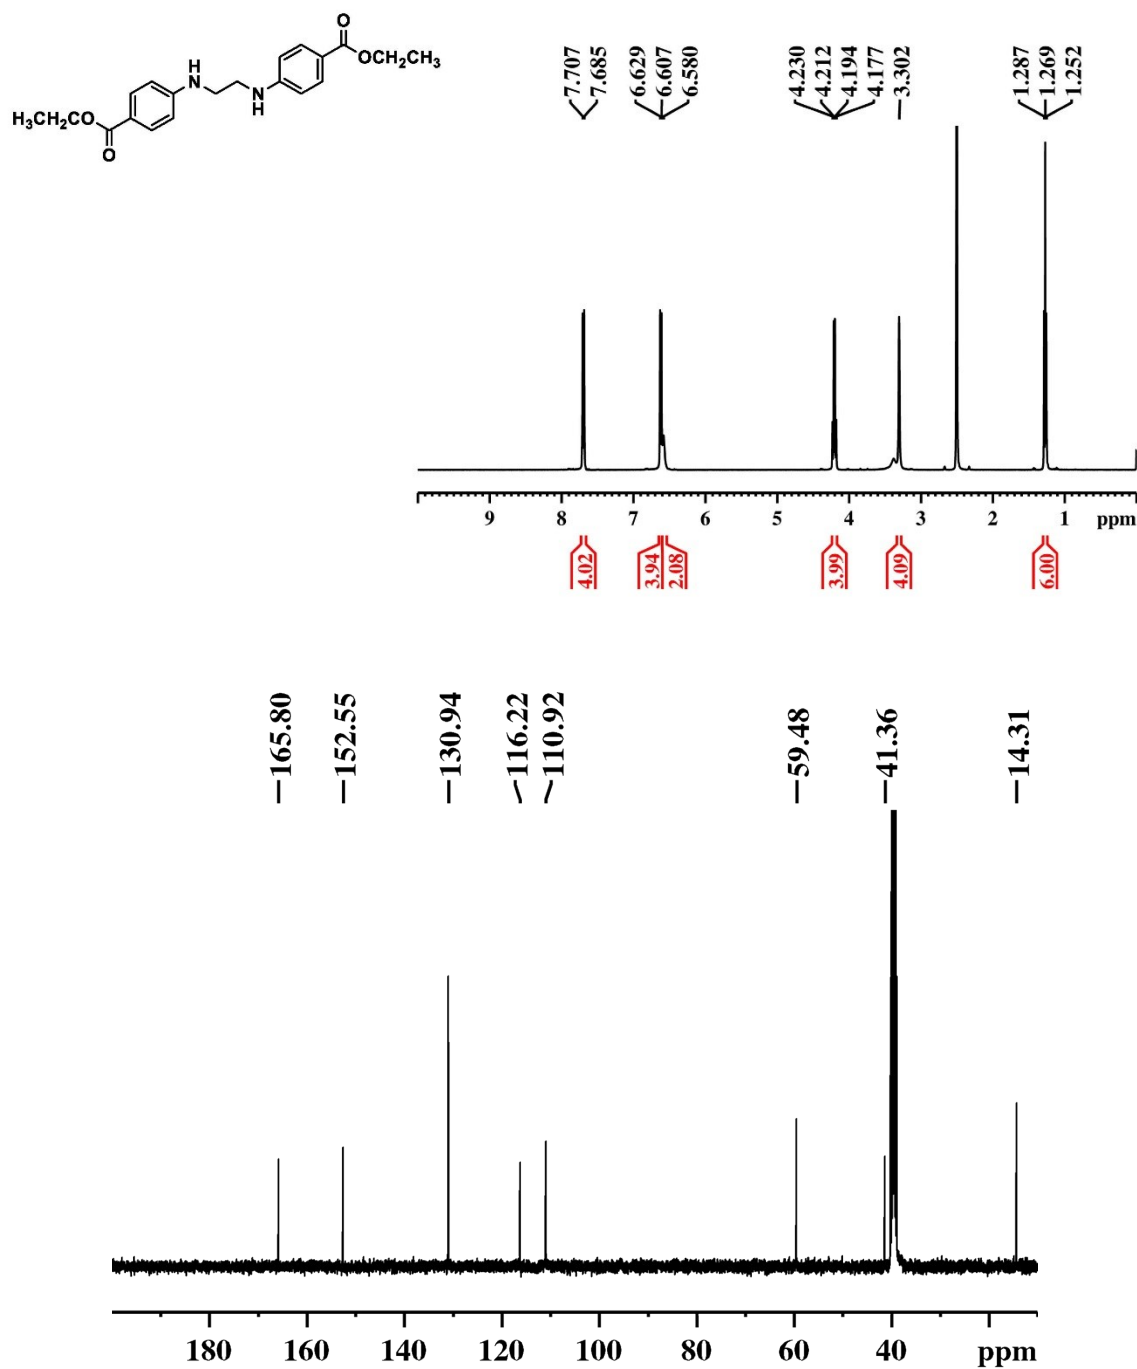 O
OCH₂CH₃
H
N
N
H
H₃CH₂CO
O
7.707
7.685
6.629
6.607
6.580
4.230
4.212
4.194
4.177
3.302
1.287
1.269
1.252
9 8 7 6 5 4 3 2 1 ppm
4.02
3.94
2.08
3.99
4.09
6.00
165.80
152.55
130.94
116.22
110.92
59.48
41.36
14.31
180 160 140 120 100 80 60 40 ppm